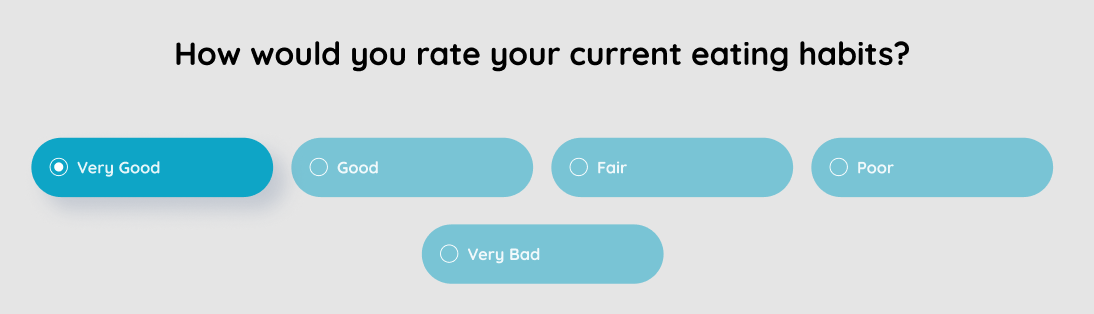 How would you rate your current eating habits?
Very Good
Good
Fair
Poor
Very Bad